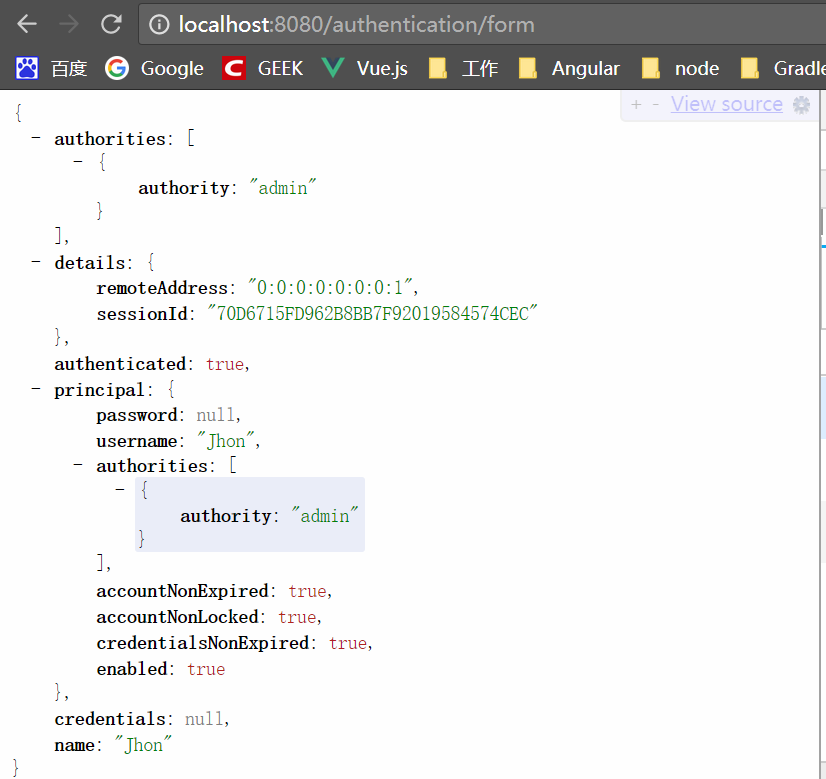 localhost:8080/authentication/form
百度 Google GEEK Vue.js 工作 Angular node Gradle
+ - View source
{
- authorities: [
- {
authority: "admin"
}
],
- details: {
remoteAddress: "0:0:0:0:0:0:0:1",
sessionId: "70D6715FD962B8BB7F92019584574CEC"
},
authenticated: true,
- principal: {
password: null,
username: "Jhon",
- authorities: [
- {
authority: "admin"
}
],
accountNonExpired: true,
accountNonLocked: true,
credentialsNonExpired: true,
enabled: true
},
credentials: null,
name: "Jhon"
}